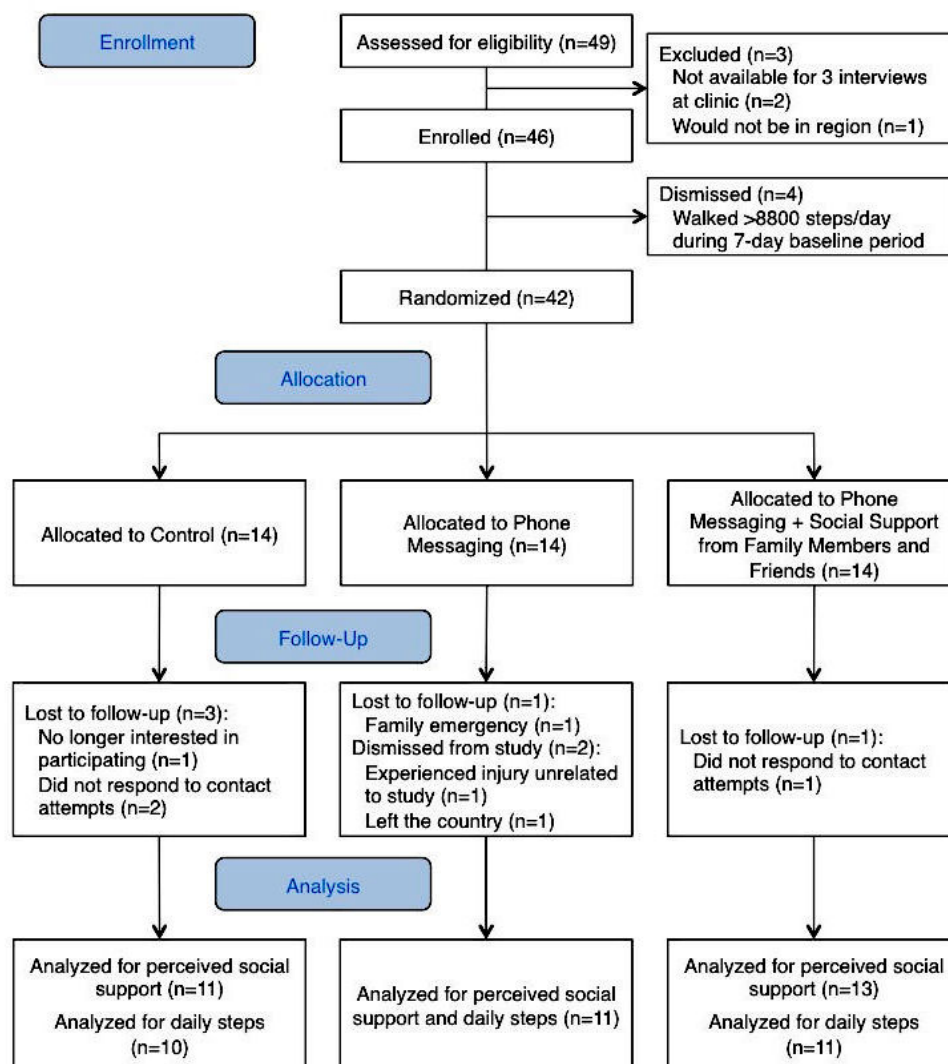 Enrollment
Assessed for eligibility (n=49)
Excluded (n=3)
Not available for 3 interviews
at clinic (n=2)
Would not be in region (n=1)
Enrolled (n=46)
Dismissed (n=4)
Walked >8800 steps/day
during 7-day baseline period
Randomized (n=42)
Allocation
Allocated to Control (n=14)
Allocated to Phone
Messaging (n=14)
Allocated to Phone
Messaging + Social Support
from Family Members and
Friends (n=14)
Follow-Up
Lost to follow-up (n=3):
No longer interested in
participating (n=1)
Did not respond to contact
attempts (n=2)
Lost to follow-up (n=1):
Family emergency (n=1)
Dismissed from study (n=2):
Experienced injury unrelated
to study (n=1)
Left the country (n=1)
Lost to follow-up (n=1):
Did not respond to contact
attempts (n=1)
Analysis
Analyzed for perceived social
support (n=11)
Analyzed for daily steps
(n=10)
Analyzed for perceived social
support and daily steps (n=11)
Analyzed for perceived social
support (n=13)
Analyzed for daily steps
(n=11)